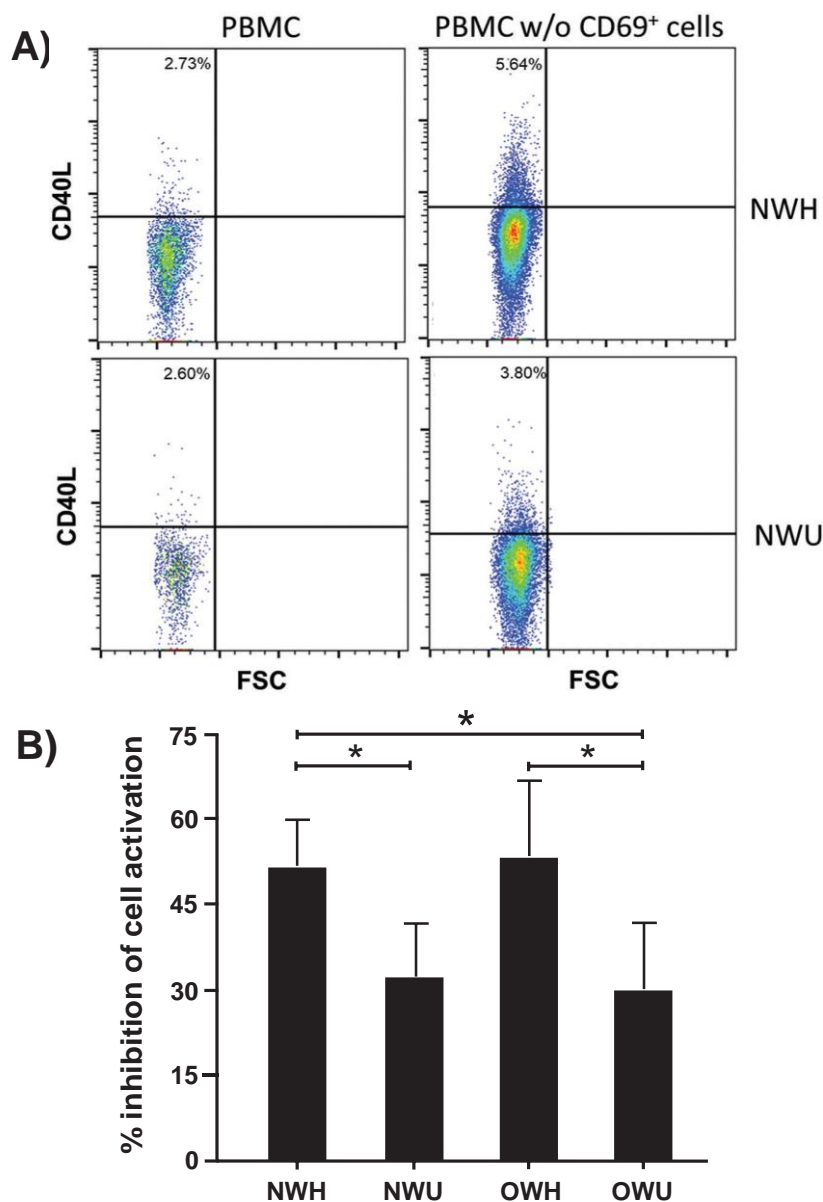 A)
PBMC
PBMC w/o CD69⁺ cells
2.73%
5.64%
CD40L
NWH
2.60%
3.80%
CD40L
NWU
FSC
FSC
B)
% inhibition of cell activation
75
60
45
30
15
0
*
*
*
NWH
NWU
OWH
OWU